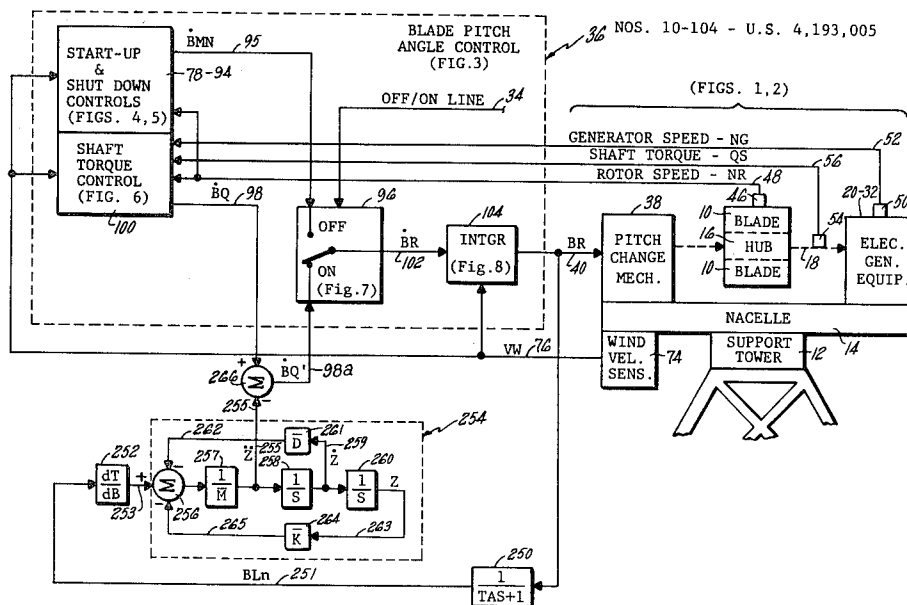 BLADE PITCH
ANGLE CONTROL
(FIG.3)
36
NOS. 10-104 - U.S. 4,193,005
ḂMN
95
START-UP
&
SHUT DOWN
CONTROLS
(FIGS. 4,5)
78-94
OFF/ON LINE
34
(FIGS. 1,2)
GENERATOR SPEED - NG
52
SHAFT TORQUE - QS
56
ROTOR SPEED - NR
48
SHAFT
TORQUE
CONTROL
(FIG. 6)
100
ḂQ
98
96
OFF
ON
(Fig.7)
ḂR
102
104
INTGR
(Fig.8)
BR
40
38
PITCH
CHANGE
MECH.
46
10
BLADE
16
HUB
10
BLADE
54
18
20-32
50
ELEC.
GEN.
EQUIP.
NACELLE
14
WIND
VEL.
SENS.
74
SUPPORT
TOWER
12
VW
76
+
266
M
ḂQ'
98a
255
-
254
262
D̅
261
252
dT
dB
+
253
-
M
-
256
257
1
M̅
Z̈
255
258
1
S
Ż
259
260
1
S
Z
265
K̅
264
263
BLn
251
250
1
TAS+1